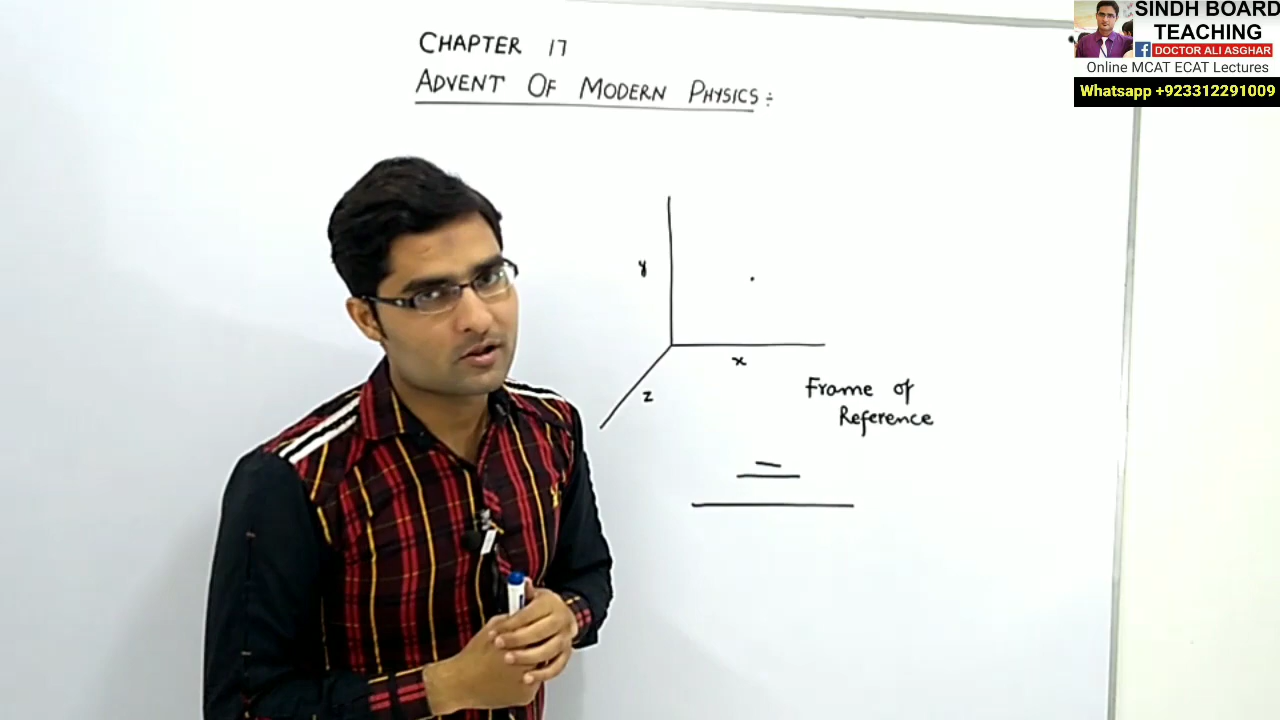 SINDH BOARD
TEACHING
f DOCTOR ALI ASGHAR
Online MCAT ECAT Lectures
Whatsapp +923312291009
CHAPTER 17
ADVENT OF MODERN PHYSICS :-
y
x
z
Frame of
Reference